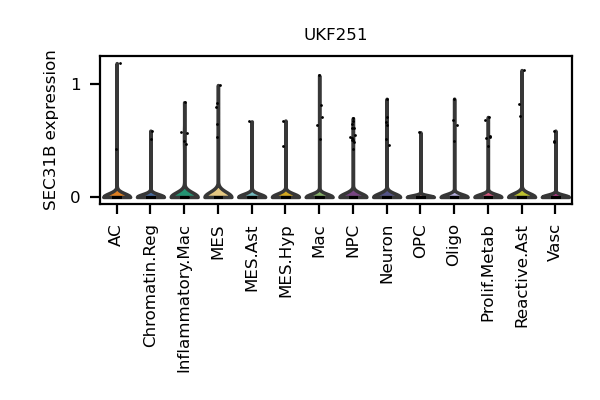 UKF251
SEC31B expression
1
0
AC
Chromatin.Reg
Inflammatory.Mac
MES
MES.Ast
MES.Hyp
Mac
NPC
Neuron
OPC
Oligo
Prolif.Metab
Reactive.Ast
Vasc